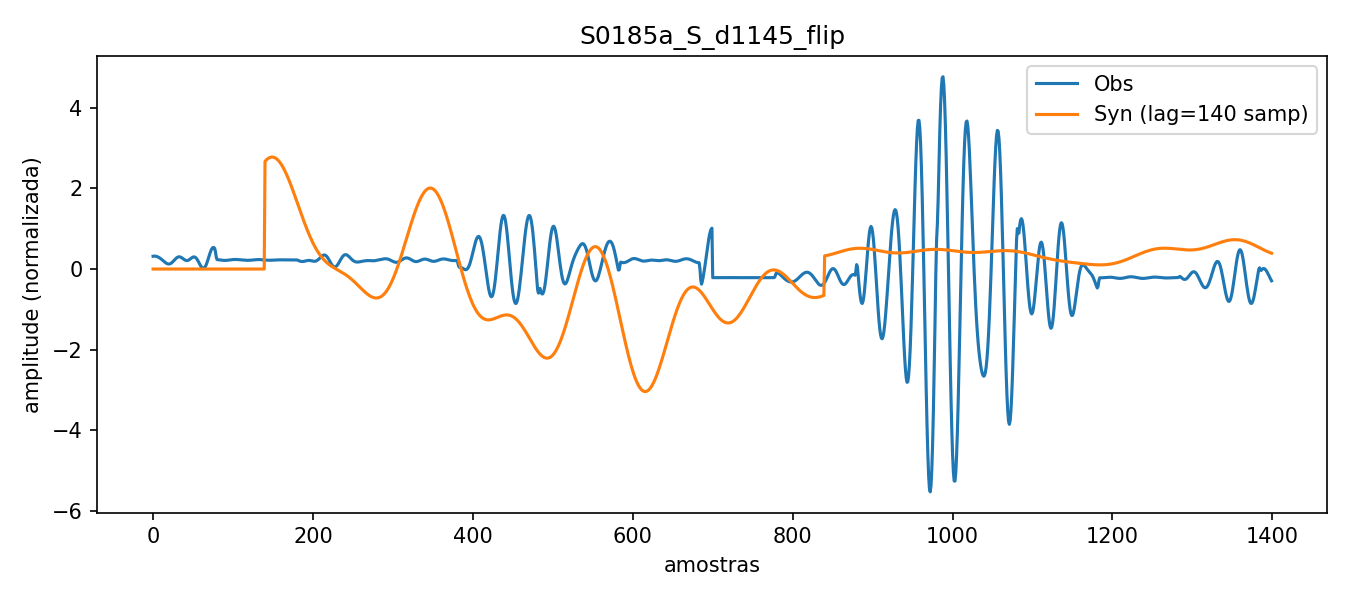 S0185a_S_d1145_flip
Obs
Syn (lag=140 samp)
amplitude (normalizada)
4
2
0
−2
−4
−6
0 200 400 600 800 1000 1200 1400
amostras